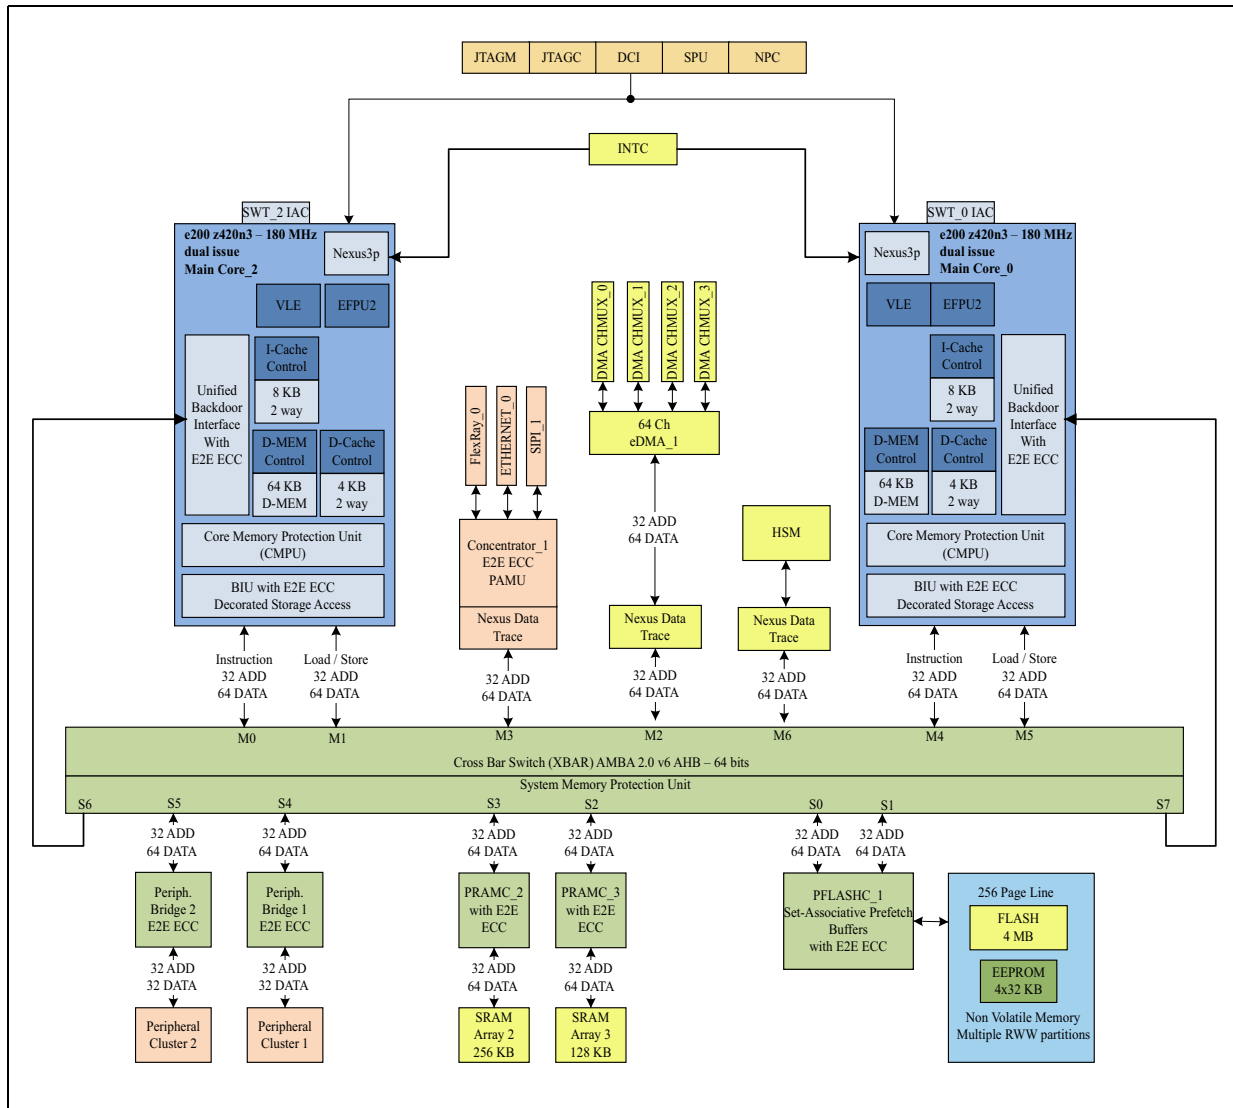 JTAGM
JTAGC
DCI
SPU
NPC
INTC
SWT_2 IAC
e200 z420n3 – 180 MHz
dual issue
Main Core_2
Nexus3p
VLE
EFPU2
I-Cache
Control
8 KB
2 way
Unified
Backdoor
Interface
With
E2E ECC
D-MEM
Control
64 KB
D-MEM
D-Cache
Control
4 KB
2 way
Core Memory Protection Unit
(CMPU)
BIU with E2E ECC
Decorated Storage Access
Instruction
32 ADD
64 DATA
Load / Store
32 ADD
64 DATA
FlexRay_0
ETHERNET_0
SIPI_1
Concentrator_1
E2E ECC
PAMU
Nexus Data
Trace
32 ADD
64 DATA
DMA CHMUX_0
DMA CHMUX_1
DMA CHMUX_2
DMA CHMUX_3
64 Ch
eDMA_1
32 ADD
64 DATA
Nexus Data
Trace
32 ADD
64 DATA
HSM
Nexus Data
Trace
32 ADD
64 DATA
SWT_0 IAC
e200 z420n3 – 180 MHz
dual issue
Main Core_0
Nexus3p
VLE
EFPU2
I-Cache
Control
8 KB
2 way
Unified
Backdoor
Interface
With
E2E ECC
D-MEM
Control
64 KB
D-MEM
D-Cache
Control
4 KB
2 way
Core Memory Protection Unit
(CMPU)
BIU with E2E ECC
Decorated Storage Access
Instruction
32 ADD
64 DATA
Load / Store
32 ADD
64 DATA
M0
M1
M3
M2
M6
M4
M5
Cross Bar Switch (XBAR) AMBA 2.0 v6 AHB – 64 bits
System Memory Protection Unit
S6
S5
S4
S3
S2
S0
S1
S7
32 ADD
64 DATA
32 ADD
64 DATA
32 ADD
64 DATA
32 ADD
64 DATA
32 ADD
64 DATA
32 ADD
64 DATA
Periph.
Bridge 2
E2E ECC
Periph.
Bridge 1
E2E ECC
PRAMC_2
with E2E
ECC
PRAMC_3
with E2E
ECC
PFLASHC_1
Set-Associative Prefetch
Buffers
with E2E ECC
256 Page Line
FLASH
4 MB
EEPROM
4x32 KB
Non Volatile Memory
Multiple RWW partitions
32 ADD
32 DATA
32 ADD
32 DATA
32 ADD
64 DATA
32 ADD
64 DATA
Peripheral
Cluster 2
Peripheral
Cluster 1
SRAM
Array 2
256 KB
SRAM
Array 3
128 KB